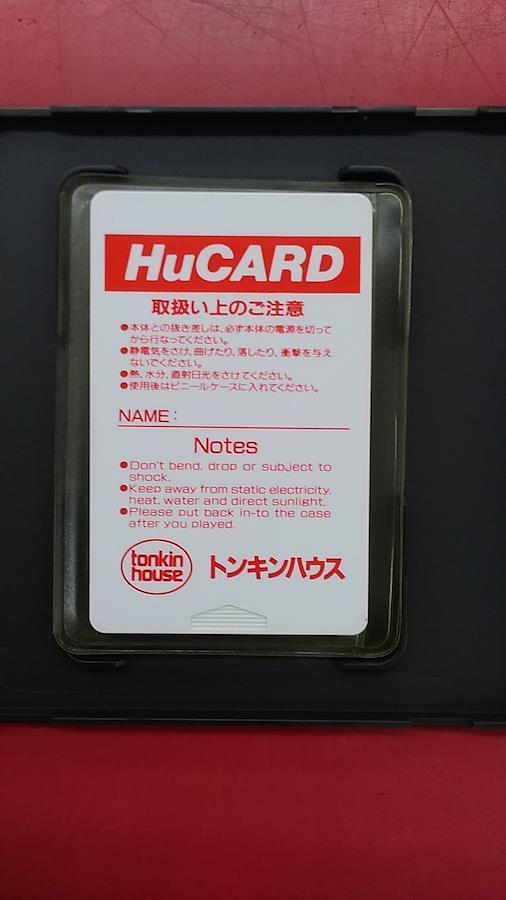 HuCARD
取扱い上のご注意
●本体との抜き差しは、必ず本体の電源を切って
から行なってください。
●静電気をさけ、曲げたり、落したり、衝撃を与え
ないでください。
●熱、水分、直射日光をさけてください。
●使用後はビニールケースに入れてください。
NAME:
Notes
●Don't bend, drop or subject to
shock.
●Keep away from static electricity,
heat, water and direct sunlight.
●Please put back in-to the case
after you played.
tonkin
house
トンキンハウス